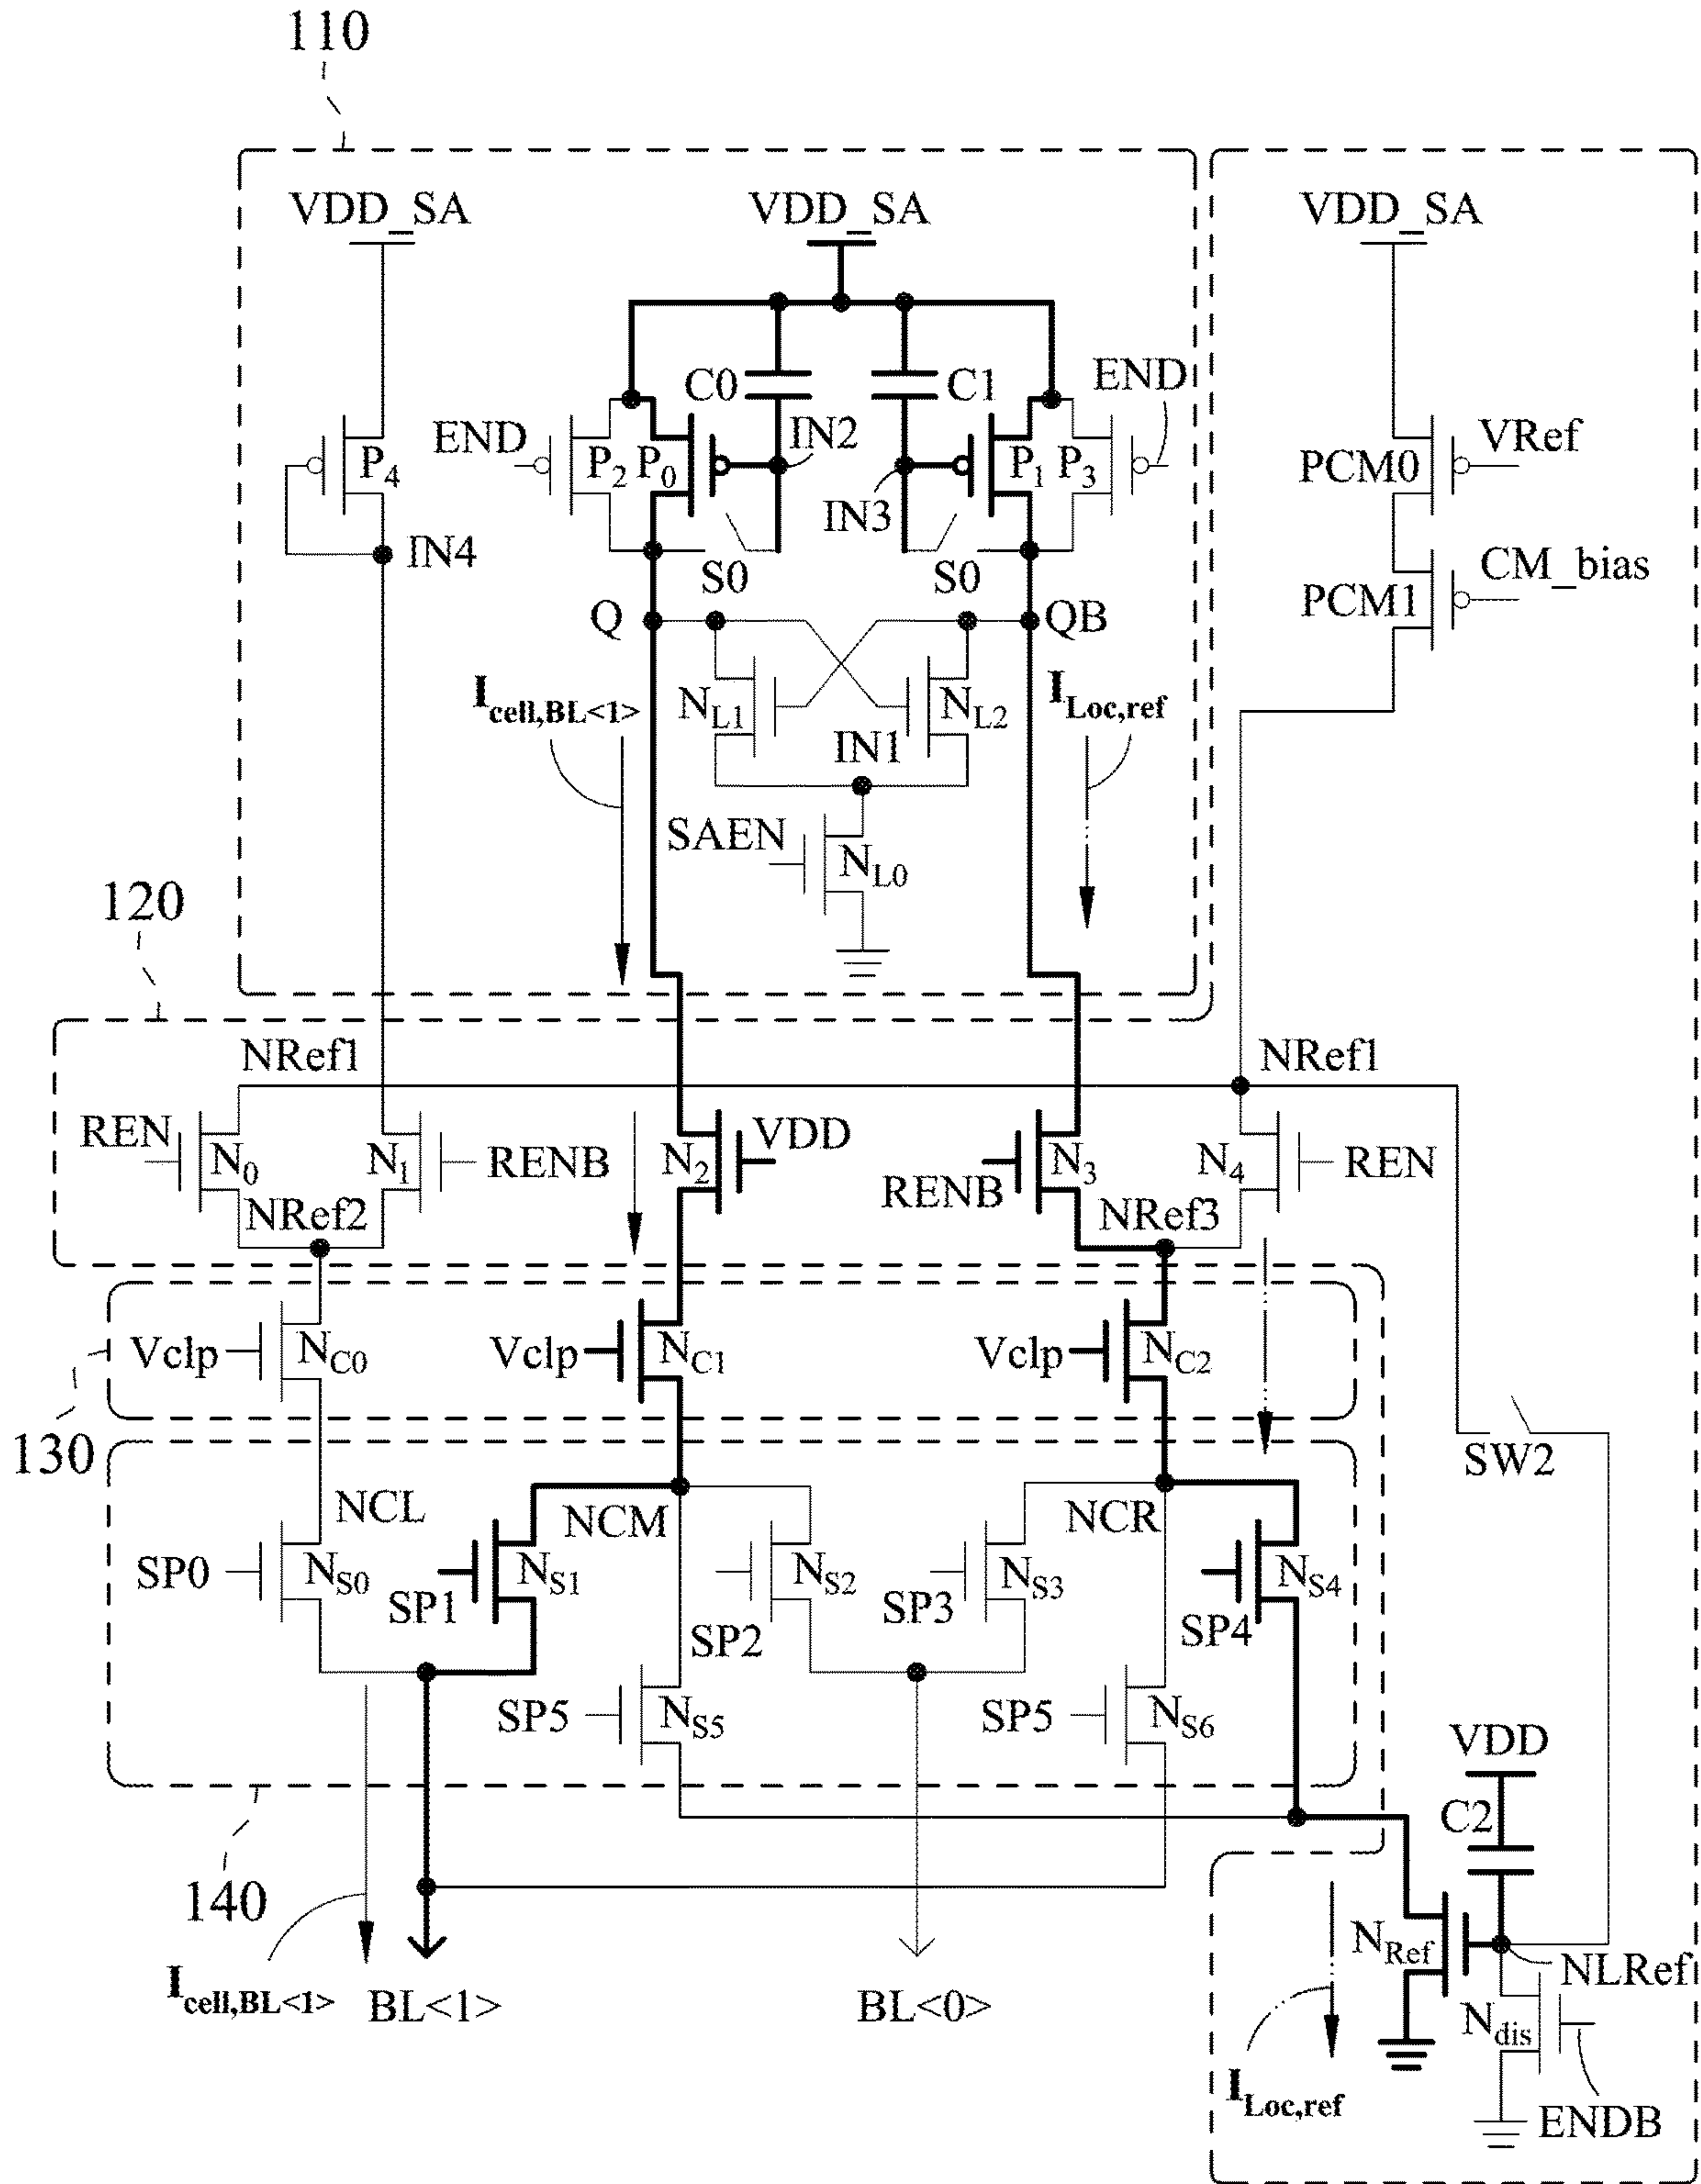 110
VDD_SA
VDD_SA
VDD_SA
C0
C1
END
END
P4
P2
P0
IN2
IN3
P1
P3
PCM0
VRef
IN4
S0
S0
PCM1
CM_bias
Q
QB
Icell,BL<1>
NL1
NL2
ILoc,ref
IN1
SAEN
NL0
120
NRef1
NRef1
REN
N0
N1
RENB
N2
VDD
RENB
N3
N4
REN
NRef2
NRef3
Vclp
NC0
Vclp
NC1
Vclp
NC2
130
SW2
NCL
NCM
NCR
SP0
NS0
SP1
NS1
SP2
NS2
SP3
NS3
SP4
NS4
SP5
NS5
SP5
NS6
VDD
C2
140
NRef
NLRef
Icell,BL<1>
BL<1>
BL<0>
Ndis
ILoc,ref
ENDB